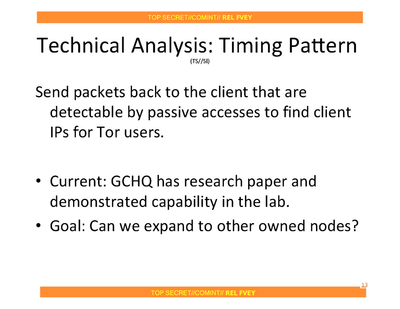 TOP SECRET//COMINT// REL FVEY
Technical Analysis: Timing Pattern
(TS//SI)
Send packets back to the client that are
detectable by passive accesses to find client
IPs for Tor users.
• Current: GCHQ has research paper and
demonstrated capability in the lab.
• Goal: Can we expand to other owned nodes?
13
TOP SECRET//COMINT// REL FVEY